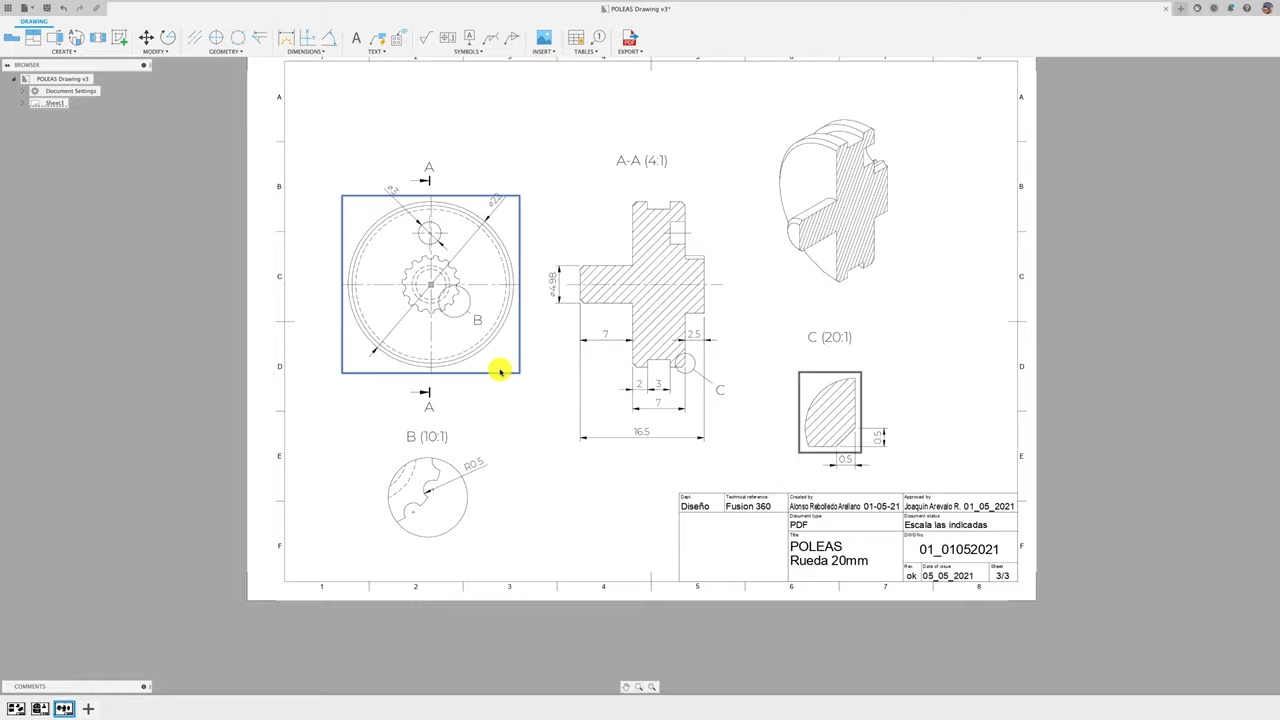 POLEAS Drawing v3*
DRAWING
CREATE
MODIFY
GEOMETRY
DIMENSIONS
TEXT
SYMBOLS
INSERT
TABLES
EXPORT
BROWSER
POLEAS Drawing v3
Document Settings
Sheet3
A
B
C
D
E
F
A
B
C
D
E
F
A
A-A (4:1)
ø3
ø22
B
A
ø4.98
7
2.5
2
3
7
16.5
C
C (20:1)
0.5
0.5
B (10:1)
R0.5
Dept.
Diseño
Technical reference
Fusion 360
Created by
Alonso Rebolledo Arellano 01-05-21
Approved by
Joaquín Arevalo R. 01_05_2021
Document type
PDF
Document status
Escala las indicadas
Title
POLEAS
Rueda 20mm
DWG No.
01_01052021
Rev.
ok
Date of issue
05_05_2021
Sheet
3/3
1 2 3 4 5 6 7 8
COMMENTS